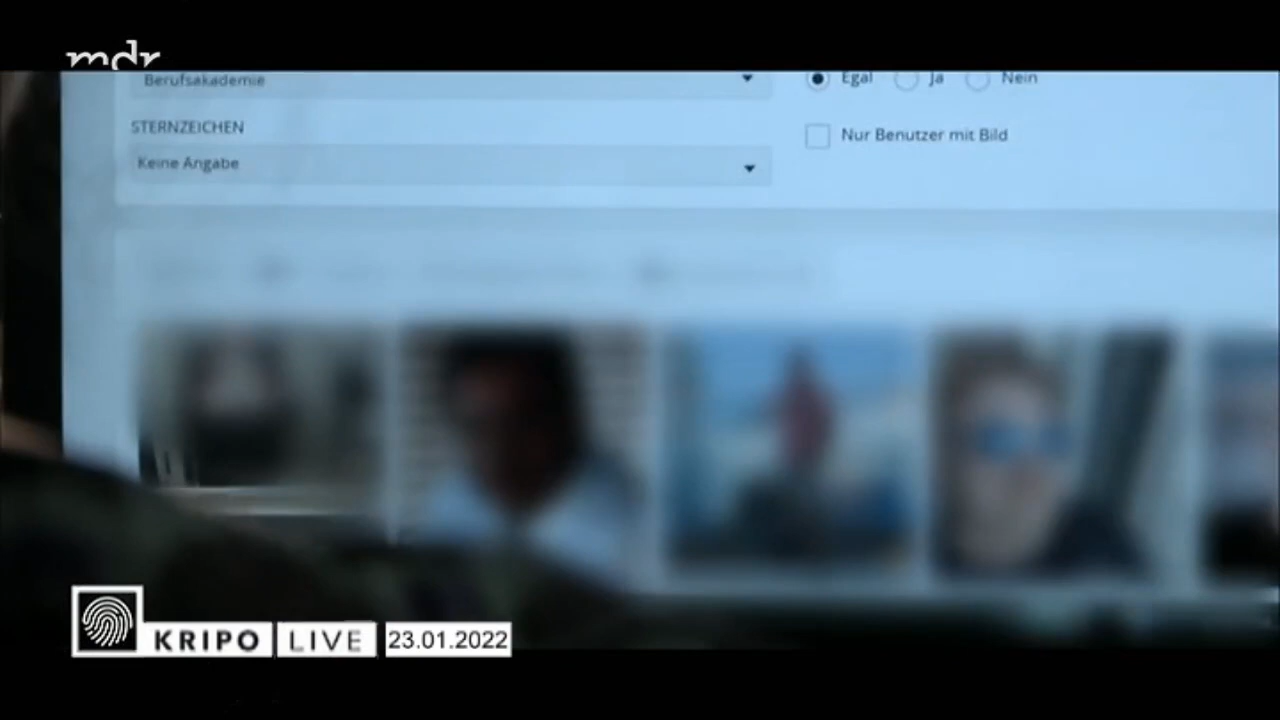 mdr
Berufsakademie
Egal Ja Nein
STERNZEICHEN
Nur Benutzer mit Bild
Keine Angabe
KRIPO LIVE 23.01.2022